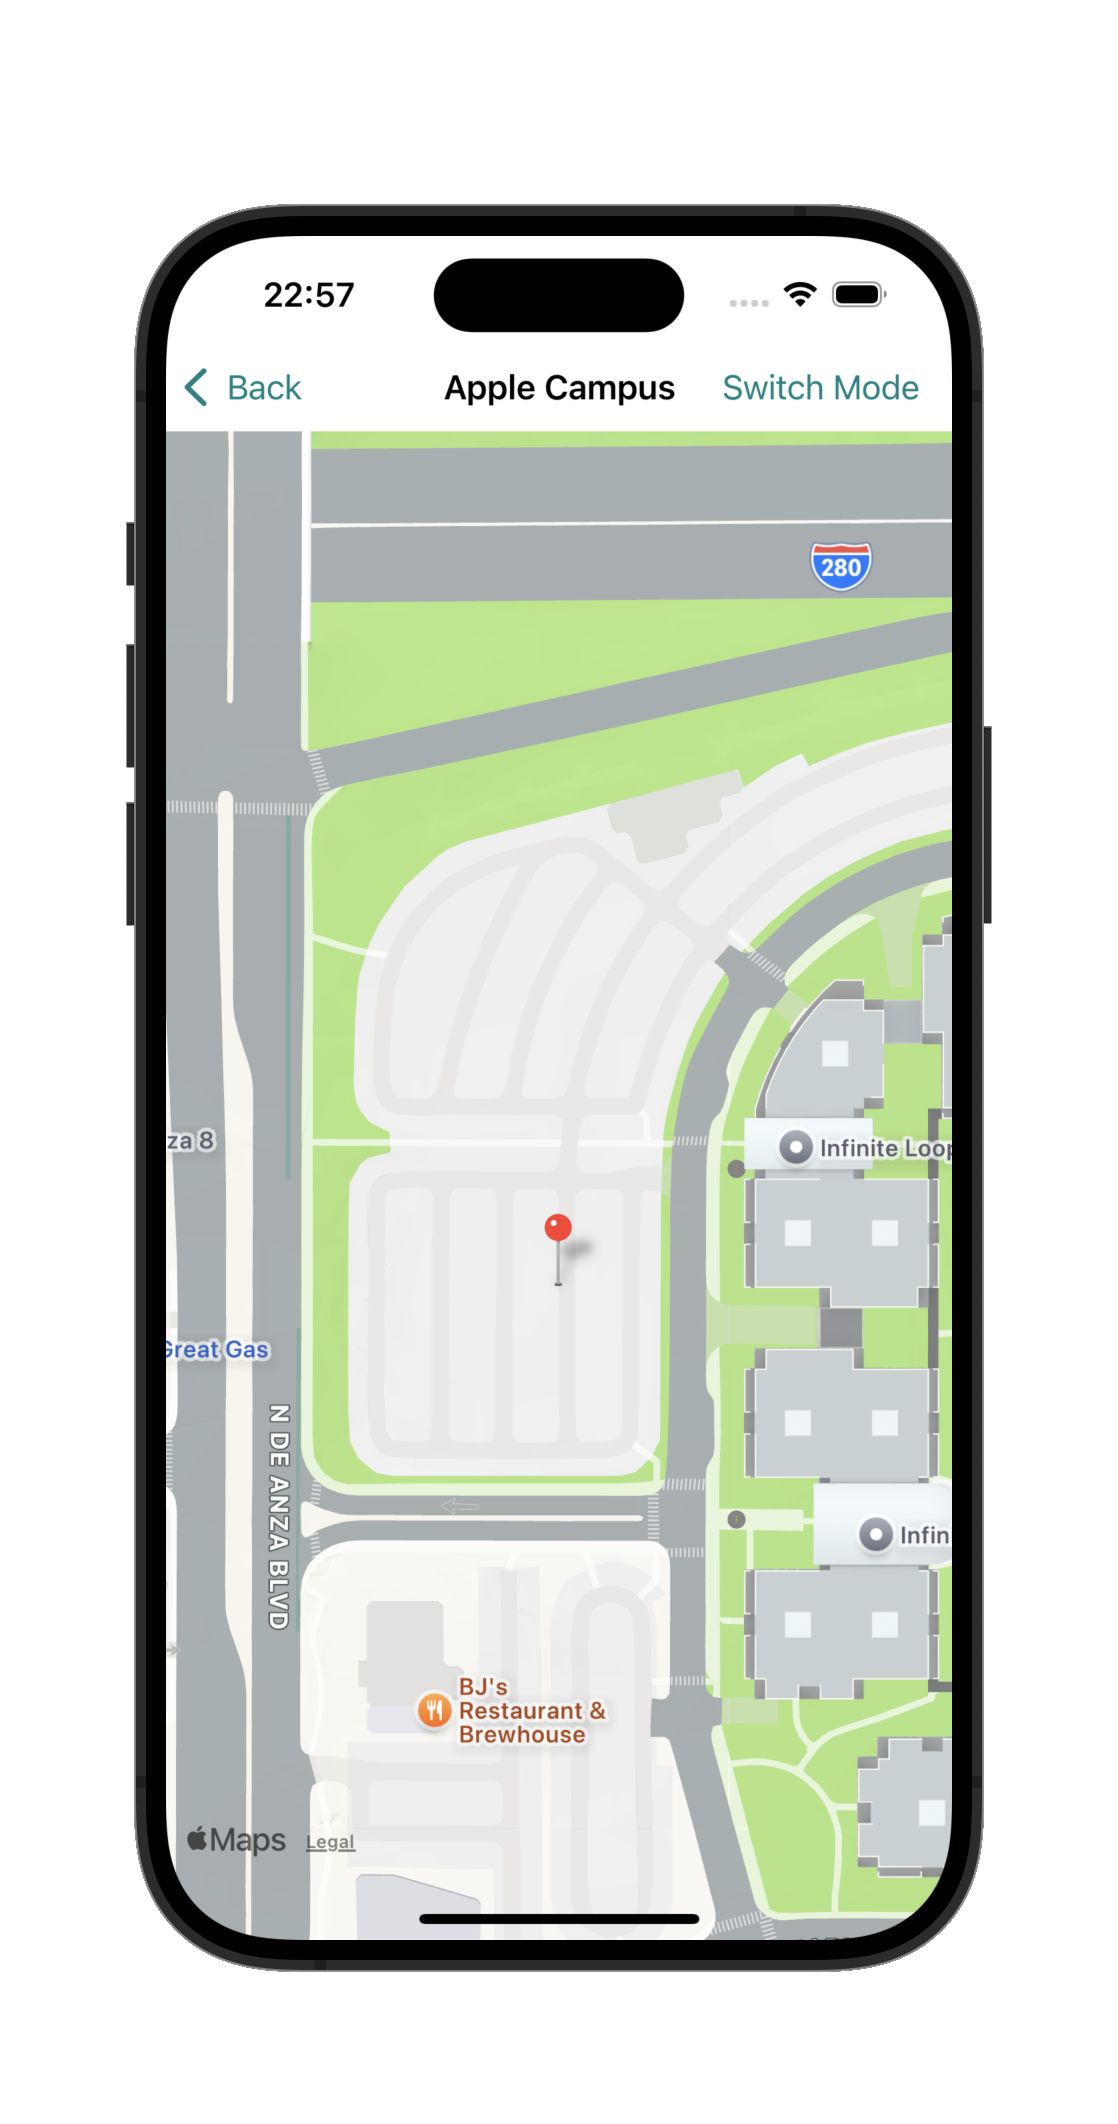 22:57
Back
Apple Campus
Switch Mode
280
za 8
Infinite Loop
Great Gas
N DE ANZA BLVD
Infin
BJ's
Restaurant &
Brewhouse
Maps
Legal